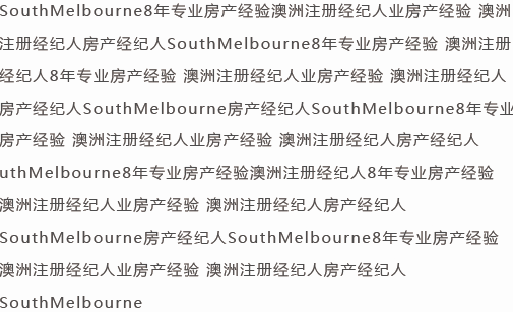 SouthMelbourne8年专业房产经验澳洲注册经纪人业房产经验 澳洲
注册经纪人房产经纪人SouthMelbourne8年专业房产经验 澳洲注册
经纪人8年专业房产经验 澳洲注册经纪人业房产经验 澳洲注册经纪人
房产经纪人SouthMelbourne房产经纪人SouthMelbourne8年专业
房产经验 澳洲注册经纪人业房产经验 澳洲注册经纪人房产经纪人
uthMelbourne8年专业房产经验澳洲注册经纪人8年专业房产经验
澳洲注册经纪人业房产经验 澳洲注册经纪人房产经纪人
SouthMelbourne房产经纪人SouthMelbourne8年专业房产经验
澳洲注册经纪人业房产经验 澳洲注册经纪人房产经纪人
SouthMelbourne